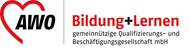 AWO
Bildung+Lernen
gemeinnützige Qualifizierungs- und
Beschäftigungsgesellschaft mbH